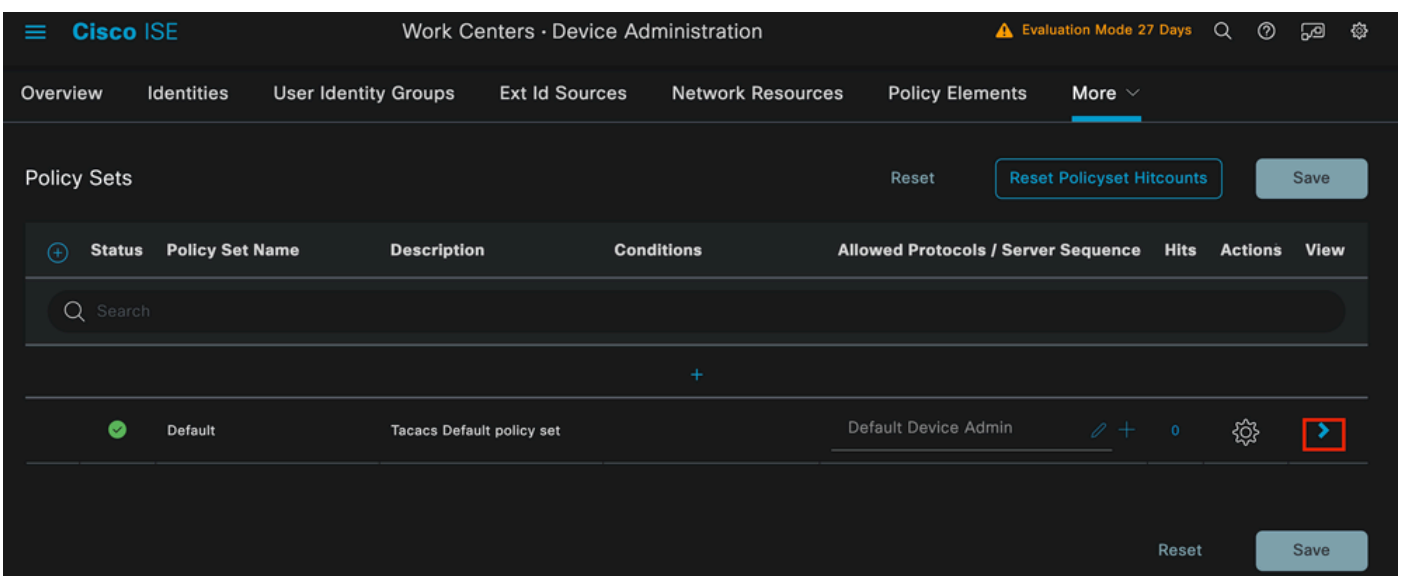 Cisco ISE Work Centers · Device Administration Evaluation Mode 27 Days
Overview Identities User Identity Groups Ext Id Sources Network Resources Policy Elements More
Policy Sets Reset Reset Policyset Hitcounts Save
Status Policy Set Name Description Conditions Allowed Protocols / Server Sequence Hits Actions View
Search
+
Default Tacacs Default policy set Default Device Admin + 0
Reset Save